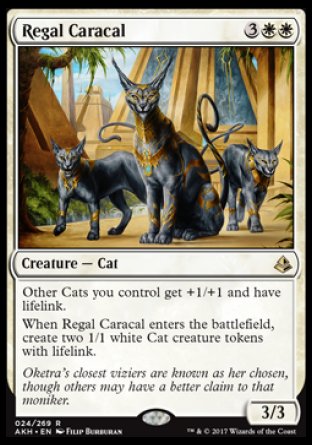 Regal Caracal 3
Creature — Cat
Other Cats you control get +1/+1 and have
lifelink.
When Regal Caracal enters the battlefield,
create two 1/1 white Cat creature tokens
with lifelink.
Oketra's closest viziers are known as her chosen,
though others may have a better claim to that
moniker.
3/3
024/269 R
AKH • EN Filip Burburan
™ & © 2017 Wizards of the Coast